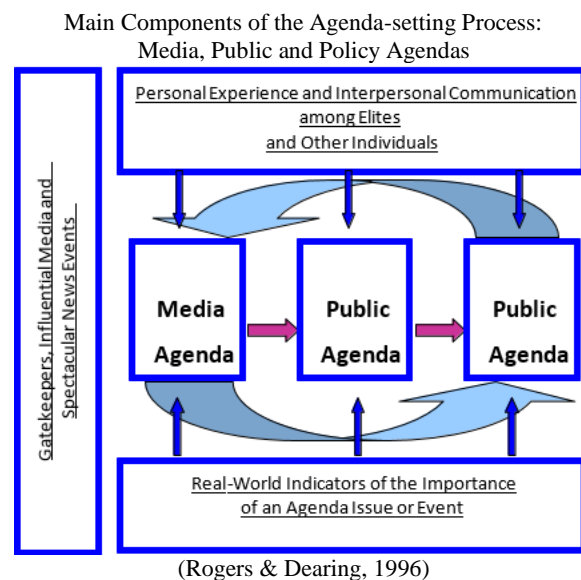 Main Components of the Agenda-setting Process:
Media, Public and Policy Agendas
Gatekeepers, Influential Media and
Spectacular News Events
Personal Experience and Interpersonal Communication
among Elites
and Other Individuals
Media
Agenda
Public
Agenda
Public
Agenda
Real-World Indicators of the Importance
of an Agenda Issue or Event
(Rogers & Dearing, 1996)